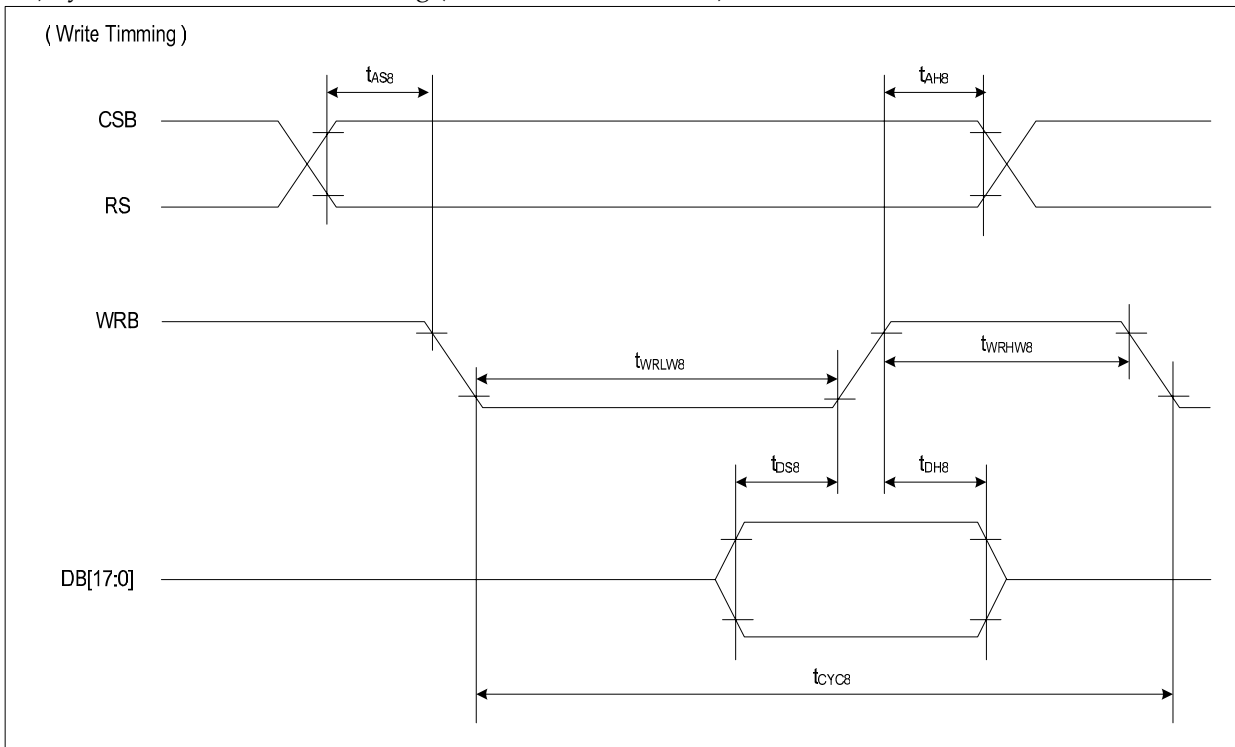 ( Write Timming )
tAS8
tAH8
CSB
RS
WRB
tWRLW8
tWRHW8
tDS8
tDH8
DB[17:0]
tCYC8